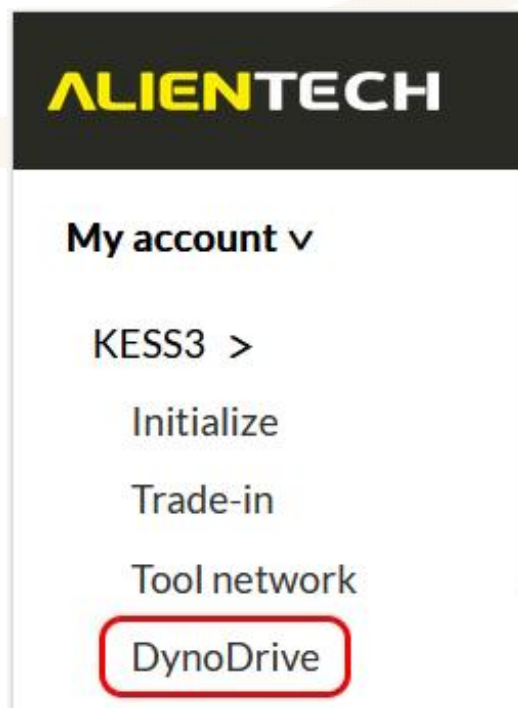 ALIENTECH
My account v
KESS3 >
Initialize
Trade-in
Tool network
DynoDrive